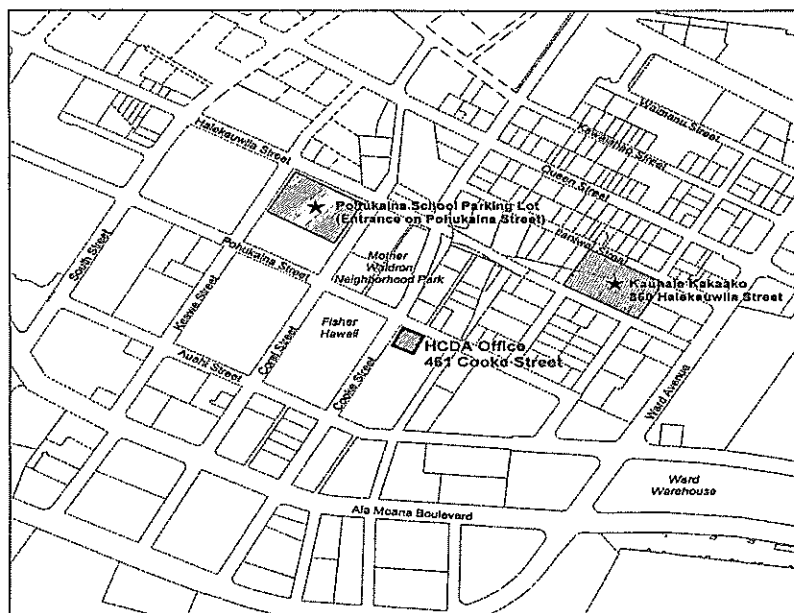 Waimanu Street
Kawaiahao Street
Halekauwila Street
Queen Street
Pohukaina School Parking Lot
(Entrance on Pohukaina Street)
Street
Pohukaina Street
South Street
Mother
Waldron
Neighborhood Park
Kauhale Kakaako
860 Halekauwila Street
Keawe Street
Coral Street
Fisher
Hawaii
HCDA Office
461 Cooke Street
Auahi Street
Cooke Street
Ward Avenue
Ward
Warehouse
Ala Moana Boulevard